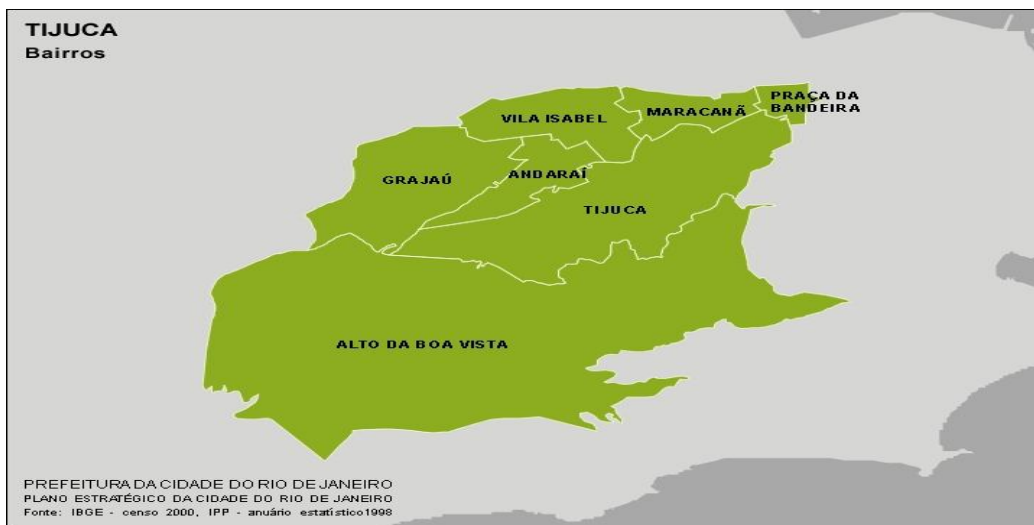 TIJUCA
Bairros
PRAÇA DA
BANDEIRA
MARACANÃ
VILA ISABEL
ANDARAÍ
GRAJAÚ
TIJUCA
ALTO DA BOA VISTA
PREFEITURA DA CIDADE DO RIO DE JANEIRO
PLANO ESTRATÉGICO DA CIDADE DO RIO DE JANEIRO
Fonte: IBGE - censo 2000, IPP - anuário estatístico1998